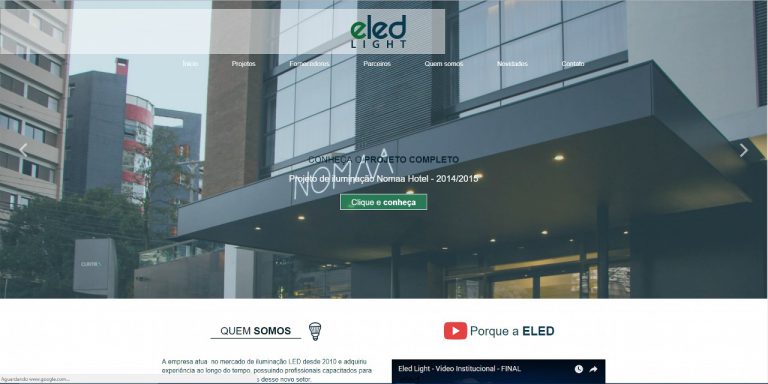 eled
LIGHT
Início Projetos Fornecedores Parceiros Quem somos Novidades Contato
CONHEÇA O PROJETO COMPLETO
NOMAA
Projeto de iluminação Nomaa Hotel - 2014/2015
Clique e conheça
QUEM SOMOS
Porque a ELED
A empresa atua no mercado de iluminação LED desde 2010 e adquiriu
experiência ao longo do tempo, possuindo profissionais capacitados para
s desse novo setor.
Eled Light - Video Institucional - FINAL
Aguardando www.google.com...